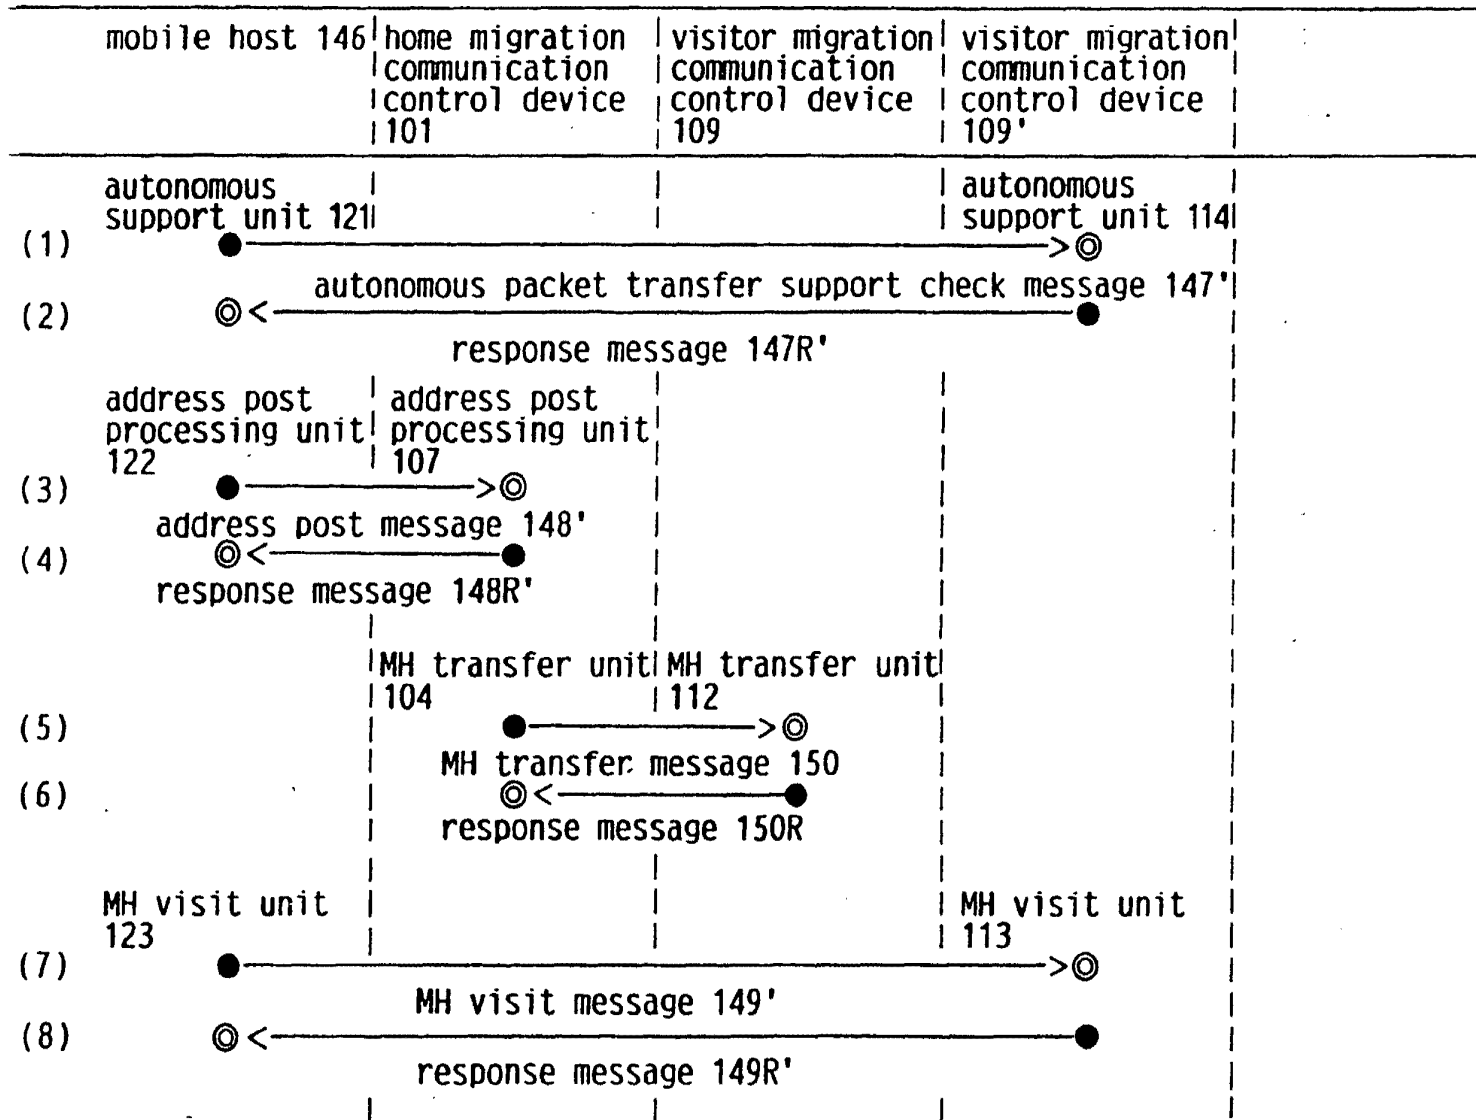 mobile host 146 home migration communication control device 101 visitor migration communication control device 109 visitor migration communication control device 109'
autonomous support unit 121
autonomous support unit 114
(1)
autonomous packet transfer support check message 147'
(2)
response message 147R'
address post processing unit 122
address post processing unit 107
(3)
address post message 148'
(4)
response message 148R'
MH transfer unit 104
MH transfer unit 112
(5)
MH transfer message 150
(6)
response message 150R
MH visit unit 123
MH visit unit 113
(7)
MH visit message 149'
(8)
response message 149R'